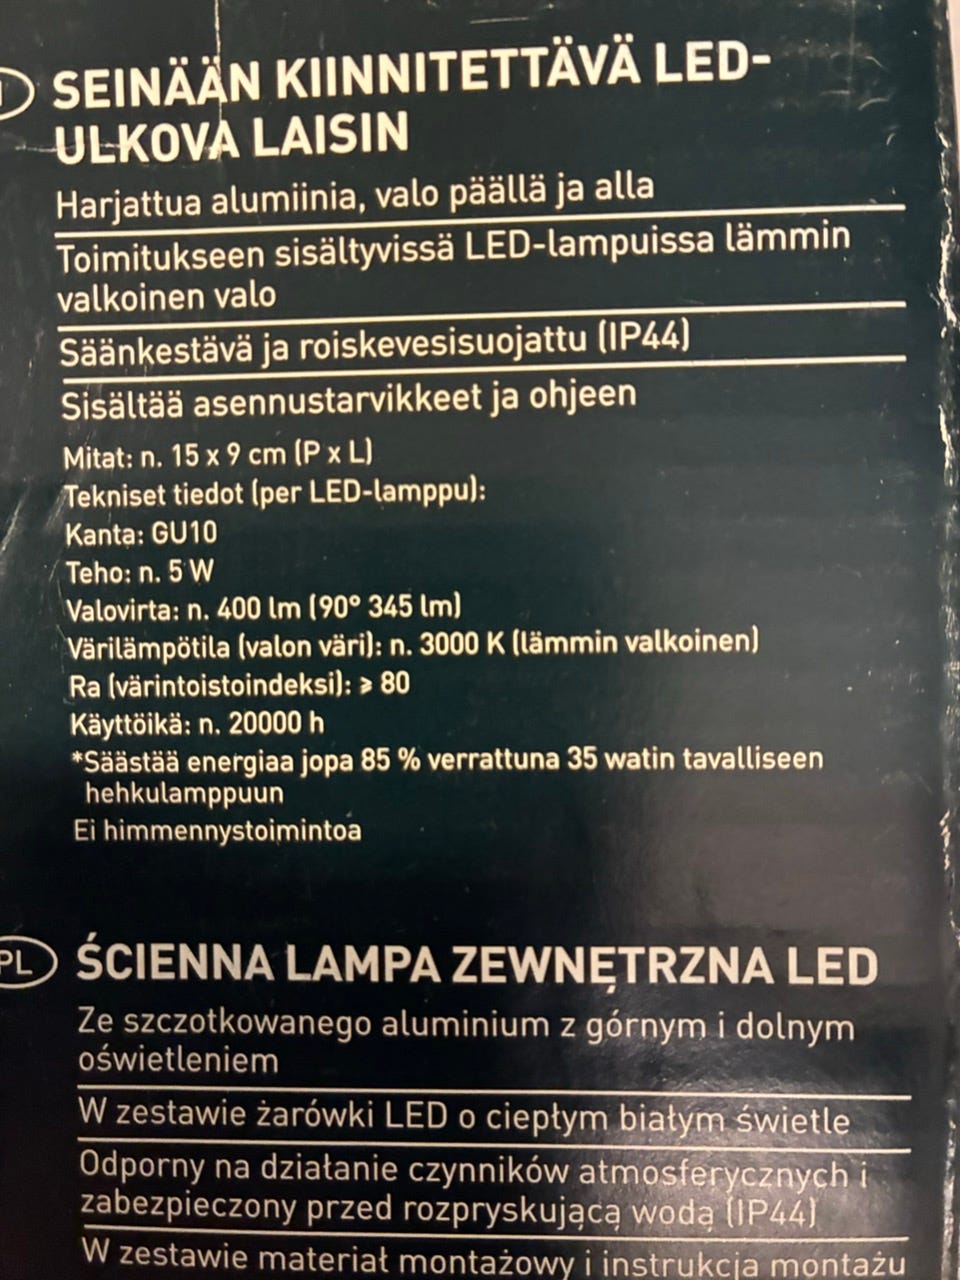 SEINÄÄN KIINNITETTÄVÄ LED-
ULKOVA LAISIN
Harjattua alumiinia, valo päällä ja alla
Toimitukseen sisältyvissä LED-lampuissa lämmin
valkoinen valo
Säänkestävä ja roiskevesisuojattu (IP44)
Sisältää asennustarvikkeet ja ohjeen
Mitat: n. 15 x 9 cm (P x L)
Tekniset tiedot (per LED-lamppu):
Kanta: GU10
Teho: n. 5 W
Valovirta: n. 400 lm (90° 345 lm)
Värilämpötila (valon väri): n. 3000 K (lämmin valkoinen)
Ra (värintoistoindeksi): ≥ 80
Käyttöikä: n. 20000 h
*Säästää energiaa jopa 85 % verrattuna 35 watin tavalliseen
hehkulamppuun
Ei himmennystoimintoa
PL ŚCIENNA LAMPA ZEWNĘTRZNA LED
Ze szczotkowanego aluminium z górnym i dolnym
oświetleniem
W zestawie żarówki LED o ciepłym białym świetle
Odporny na działanie czynników atmosferycznych i
zabezpieczony przed rozpryskującą wodą (IP44)
W zestawie materiał montażowy i instrukcja montażu